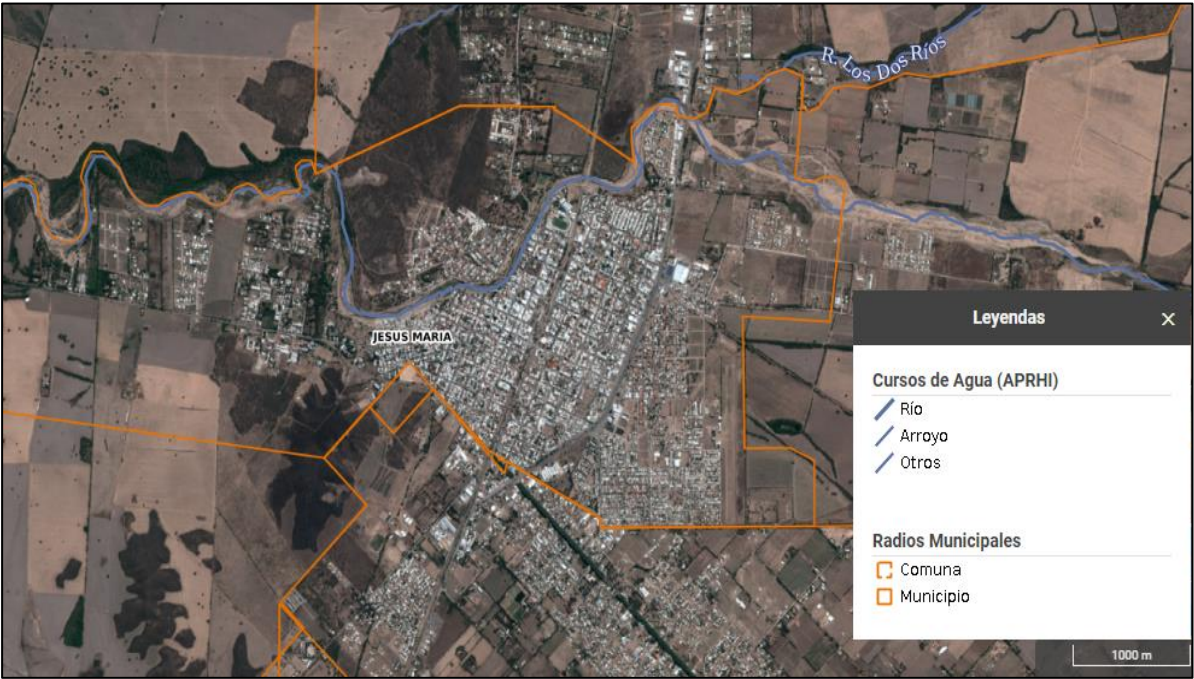 R. Los Dos Ríos
JESUS MARIA
Leyendas ×
Cursos de Agua (APRHI)
Río
Arroyo
Otros
Radios Municipales
Comuna
Municipio
1000 m